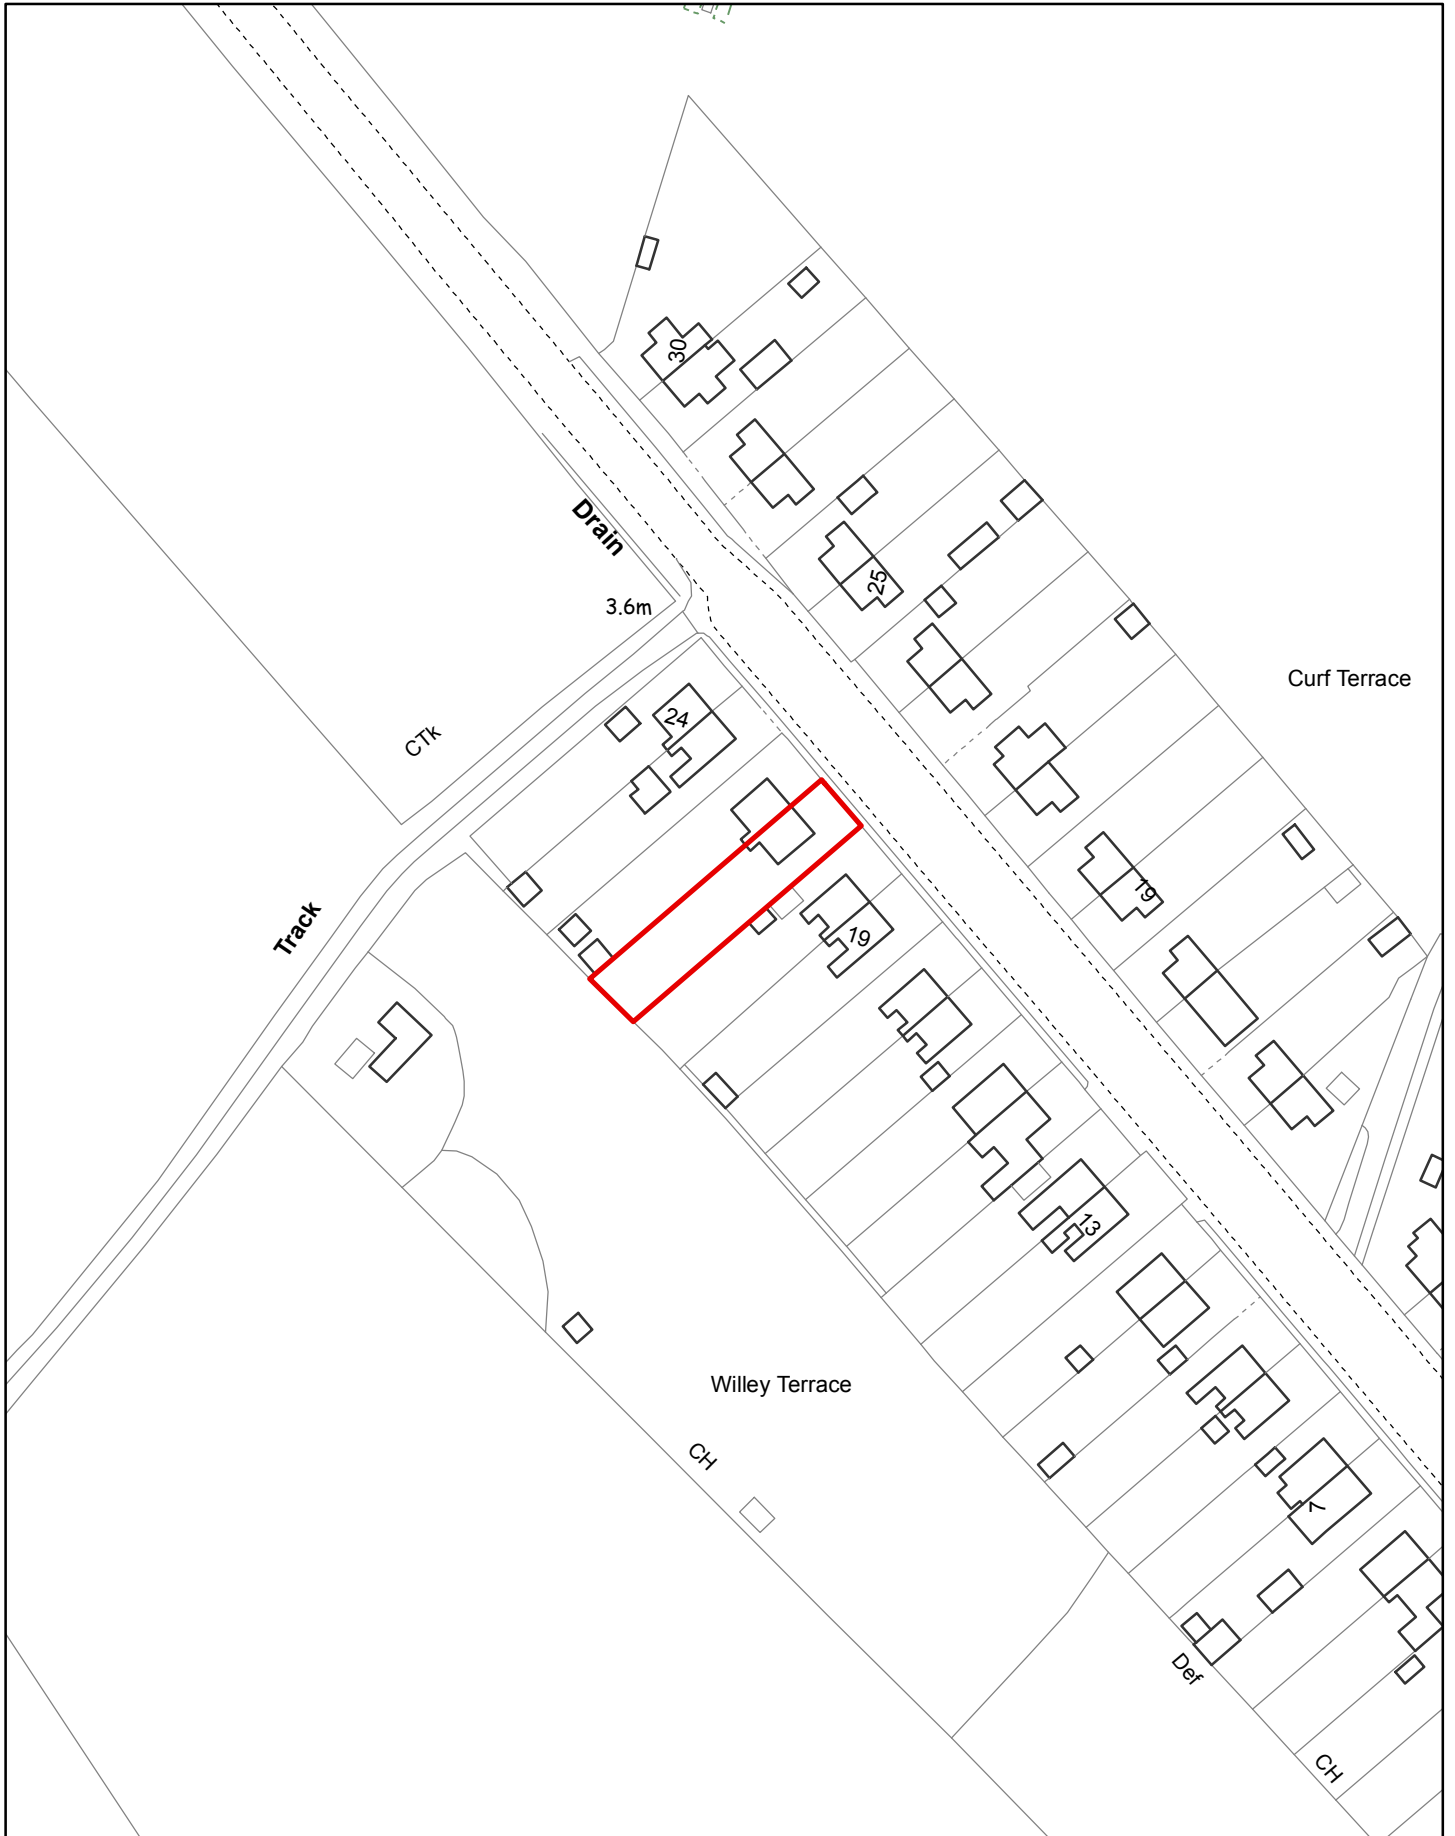 30
Drain
25
3.6m
Curf Terrace
24
CTk
19
Track
19
13
Willey Terrace
CH
7
Def
CH